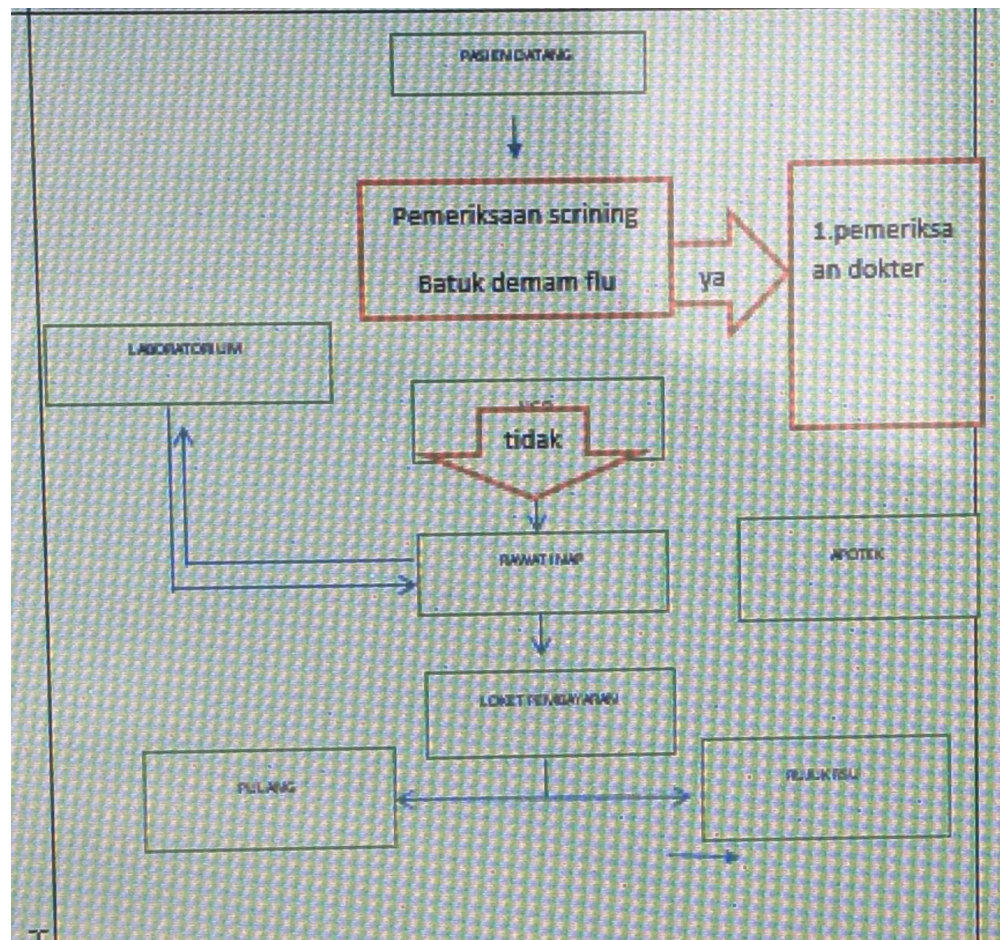 PASIEN DATANG
Pemeriksaan scrining
Batuk demam flu
ya
1.pemeriksa
an dokter
LABORATORIUM
tidak
RAWAT INAP
APOTEK
LOKET PEMBAYARAN
PULANG
RUJUK RSU